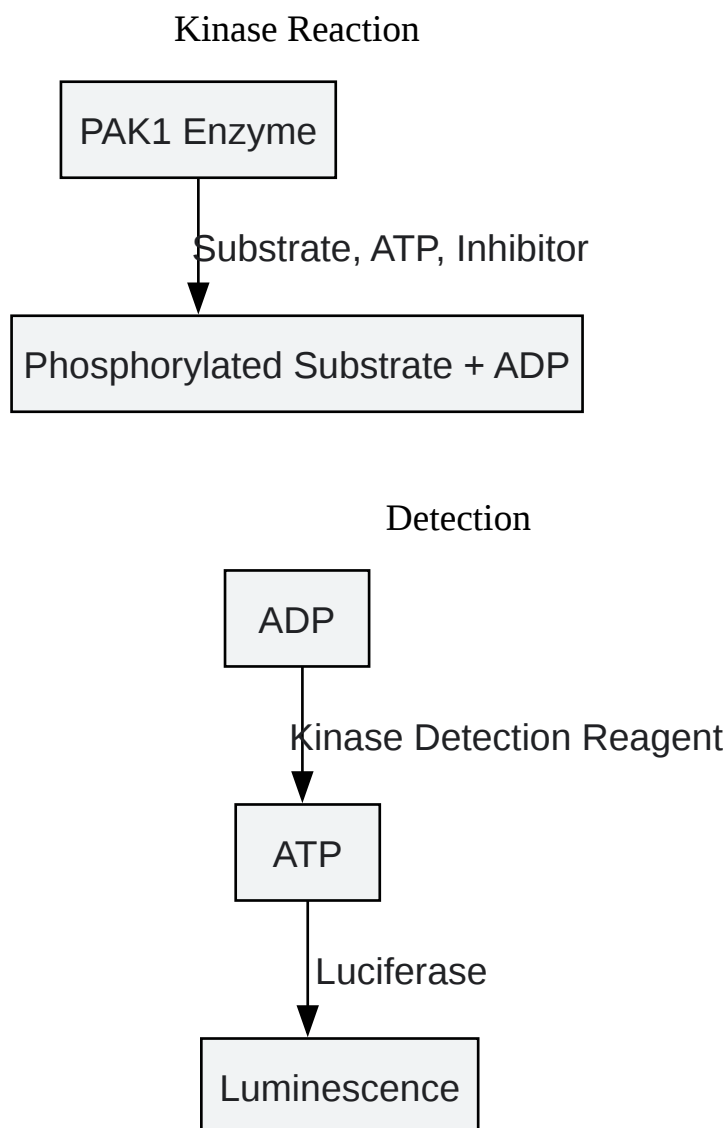 Kinase Reaction
PAK1 Enzyme
Substrate, ATP, Inhibitor
Phosphorylated Substrate + ADP
Detection
ADP
Kinase Detection Reagent
ATP
Luciferase
Luminescence